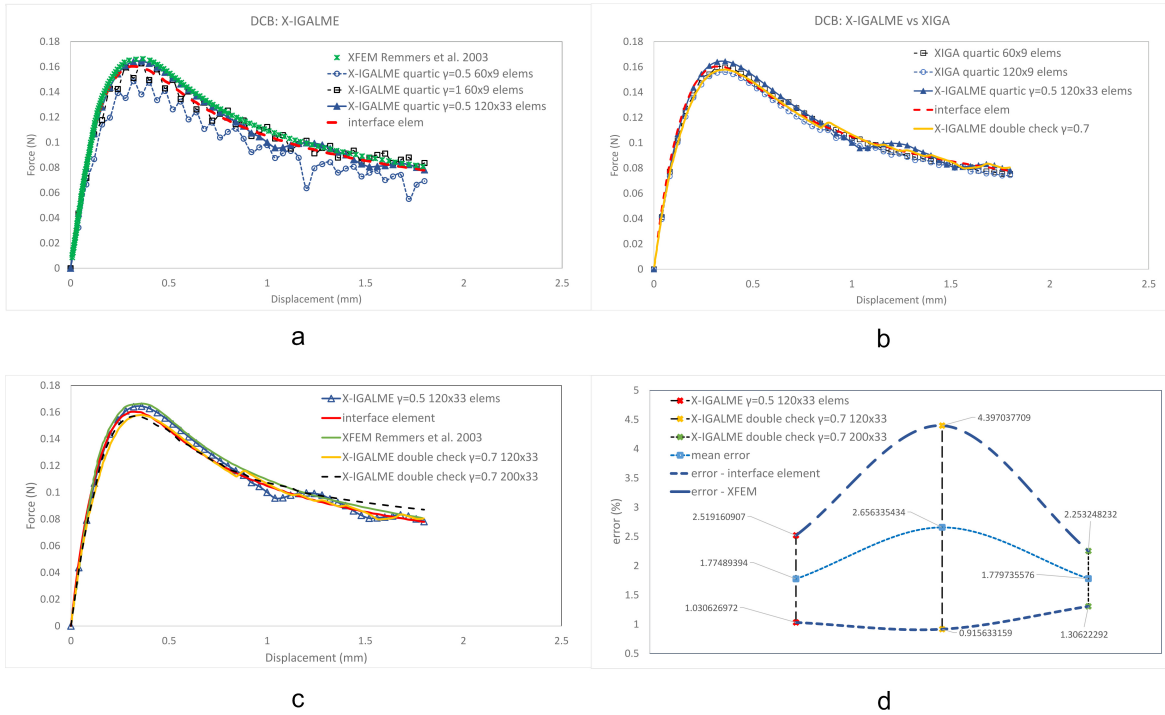 DCB: X-IGALME
0.18
0.16
0.14
0.12
0.1
0.08
0.06
0.04
0.02
0
Force (N)
XFEM Remmers et al. 2003
X-IGALME quartic γ=0.5 60x9 elems
X-IGALME quartic γ=1 60x9 elems
X-IGALME quartic γ=0.5 120x33 elems
interface elem
0 0.5 1 1.5 2 2.5
Displacement (mm)
a
DCB: X-IGALME vs XIGA
0.18
0.16
0.14
0.12
0.1
0.08
0.06
0.04
0.02
0
Force (N)
XIGA quartic 60x9 elems
XIGA quartic 120x9 elems
X-IGALME quartic γ=0.5 120x33 elems
interface elem
X-IGALME double check γ=0.7
0 0.5 1 1.5 2 2.5
Displacement (mm)
b
0.18
0.16
0.14
0.12
0.1
0.08
0.06
0.04
0.02
0
Force (N)
X-IGALME γ=0.5 120x33 elems
interface element
XFEM Remmers et al. 2003
X-IGALME double check γ=0.7 120x33
X-IGALME double check γ=0.7 200x33
0 0.5 1 1.5 2 2.5
Displacement (mm)
c
5
4.5
4
3.5
3
2.5
2
1.5
1
0.5
error (%)
X-IGALME γ=0.5 120x33 elems
X-IGALME double check γ=0.7 120x33
X-IGALME double check γ=0.7 200x33
mean error
error - interface element
error - XFEM
4.397037709
2.519160907
2.656335434
2.253248232
1.77489394
1.779735576
1.030626972
0.915633159
1.30622292
d